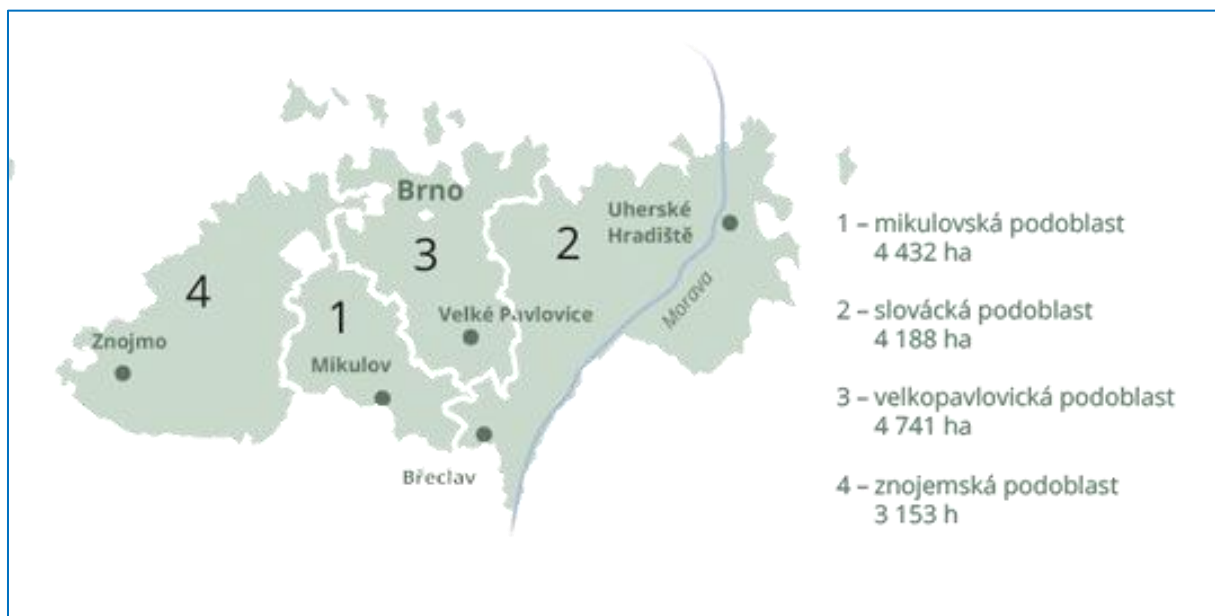 Brno
Uherské
Hradiště
2
3
4
Morava
1
Velké Pavlovice
Znojmo
Mikulov
Břeclav
1 – mikulovská podoblast
4 432 ha
2 – slovácká podoblast
4 188 ha
3 – velkopavlovická podoblast
4 741 ha
4 – znojemská podoblast
3 153 h